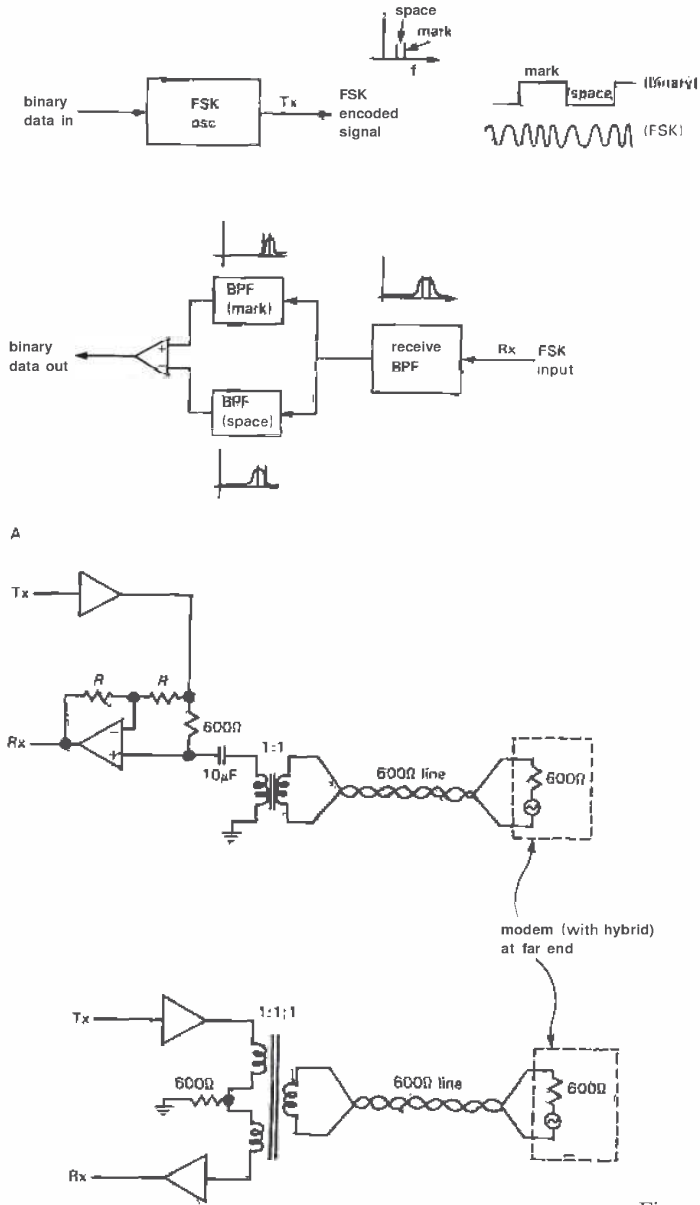 space
mark
f
binary
data in
FSK
osc
Tx
FSK
encoded
signal
mark
space
(Binary)
(FSK)
BPF
(mark)
binary
data out
+
−
receive
BPF
Rx
FSK
input
BPF
(space)
A
Tx
R
R
Rx
−
+
600Ω
10μF
1:1
600Ω line
600Ω
modem (with hybrid)
at far end
Tx
1:1:1
600Ω
600Ω line
600Ω
Rx